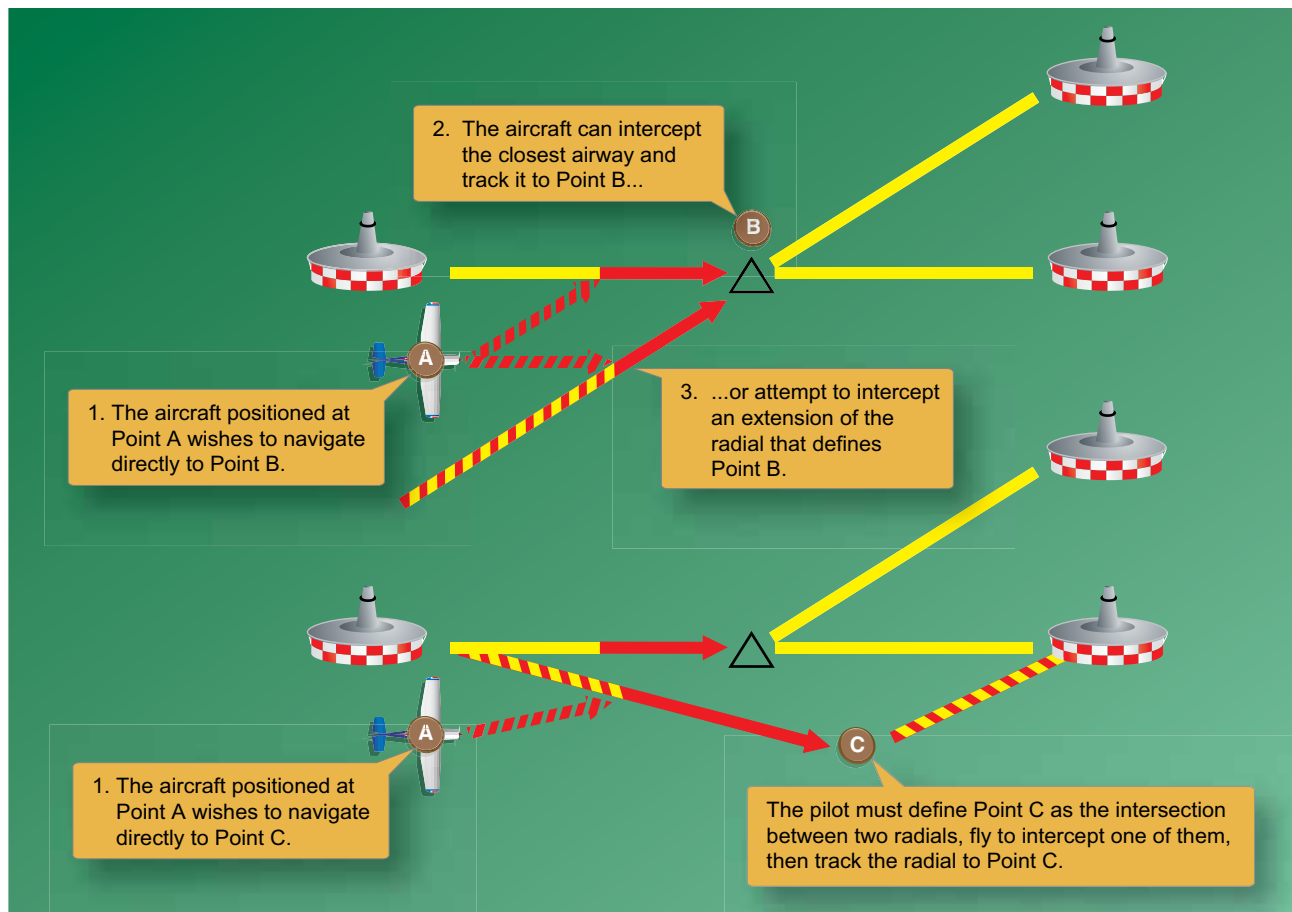 2. The aircraft can intercept
the closest airway and
track it to Point B...
B
A
1. The aircraft positioned at
Point A wishes to navigate
directly to Point B.
3. ...or attempt to intercept
an extension of the
radial that defines
Point B.
A
C
1. The aircraft positioned at
Point A wishes to navigate
directly to Point C.
The pilot must define Point C as the intersection
between two radials, fly to intercept one of them,
then track the radial to Point C.